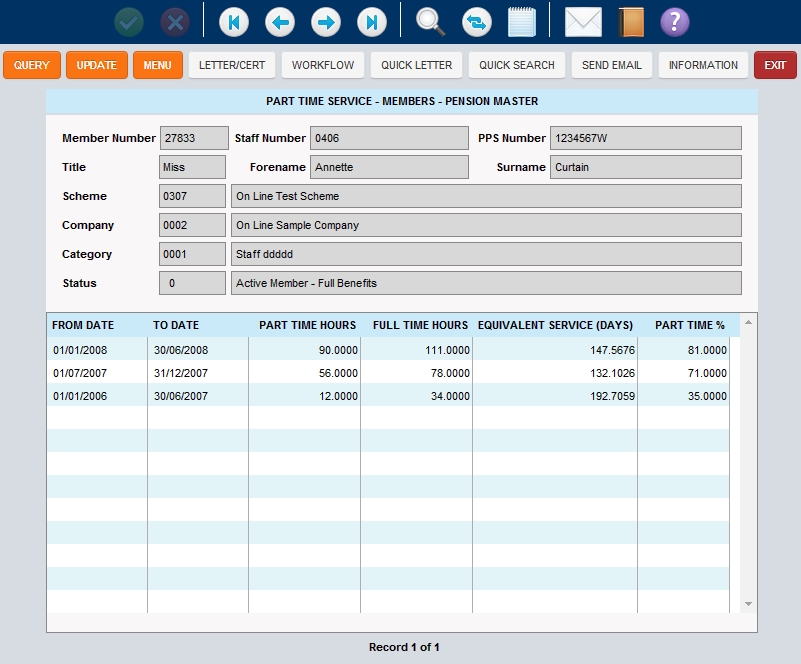 ?
QUERY UPDATE MENU LETTER/CERT WORKFLOW QUICK LETTER QUICK SEARCH SEND EMAIL INFORMATION EXIT
PART TIME SERVICE - MEMBERS - PENSION MASTER
Member Number 27833 Staff Number 0406 PPS Number 1234567W
Title Miss Forename Annette Surname Curtain
Scheme 0307 On Line Test Scheme
Company 0002 On Line Sample Company
Category 0001 Staff ddddd
Status 0 Active Member - Full Benefits
FROM DATE TO DATE PART TIME HOURS FULL TIME HOURS EQUIVALENT SERVICE (DAYS) PART TIME %
01/01/2008 30/06/2008 90.0000 111.0000 147.5676 81.0000
01/07/2007 31/12/2007 56.0000 78.0000 132.1026 71.0000
01/01/2006 30/06/2007 12.0000 34.0000 192.7059 35.0000
Record 1 of 1